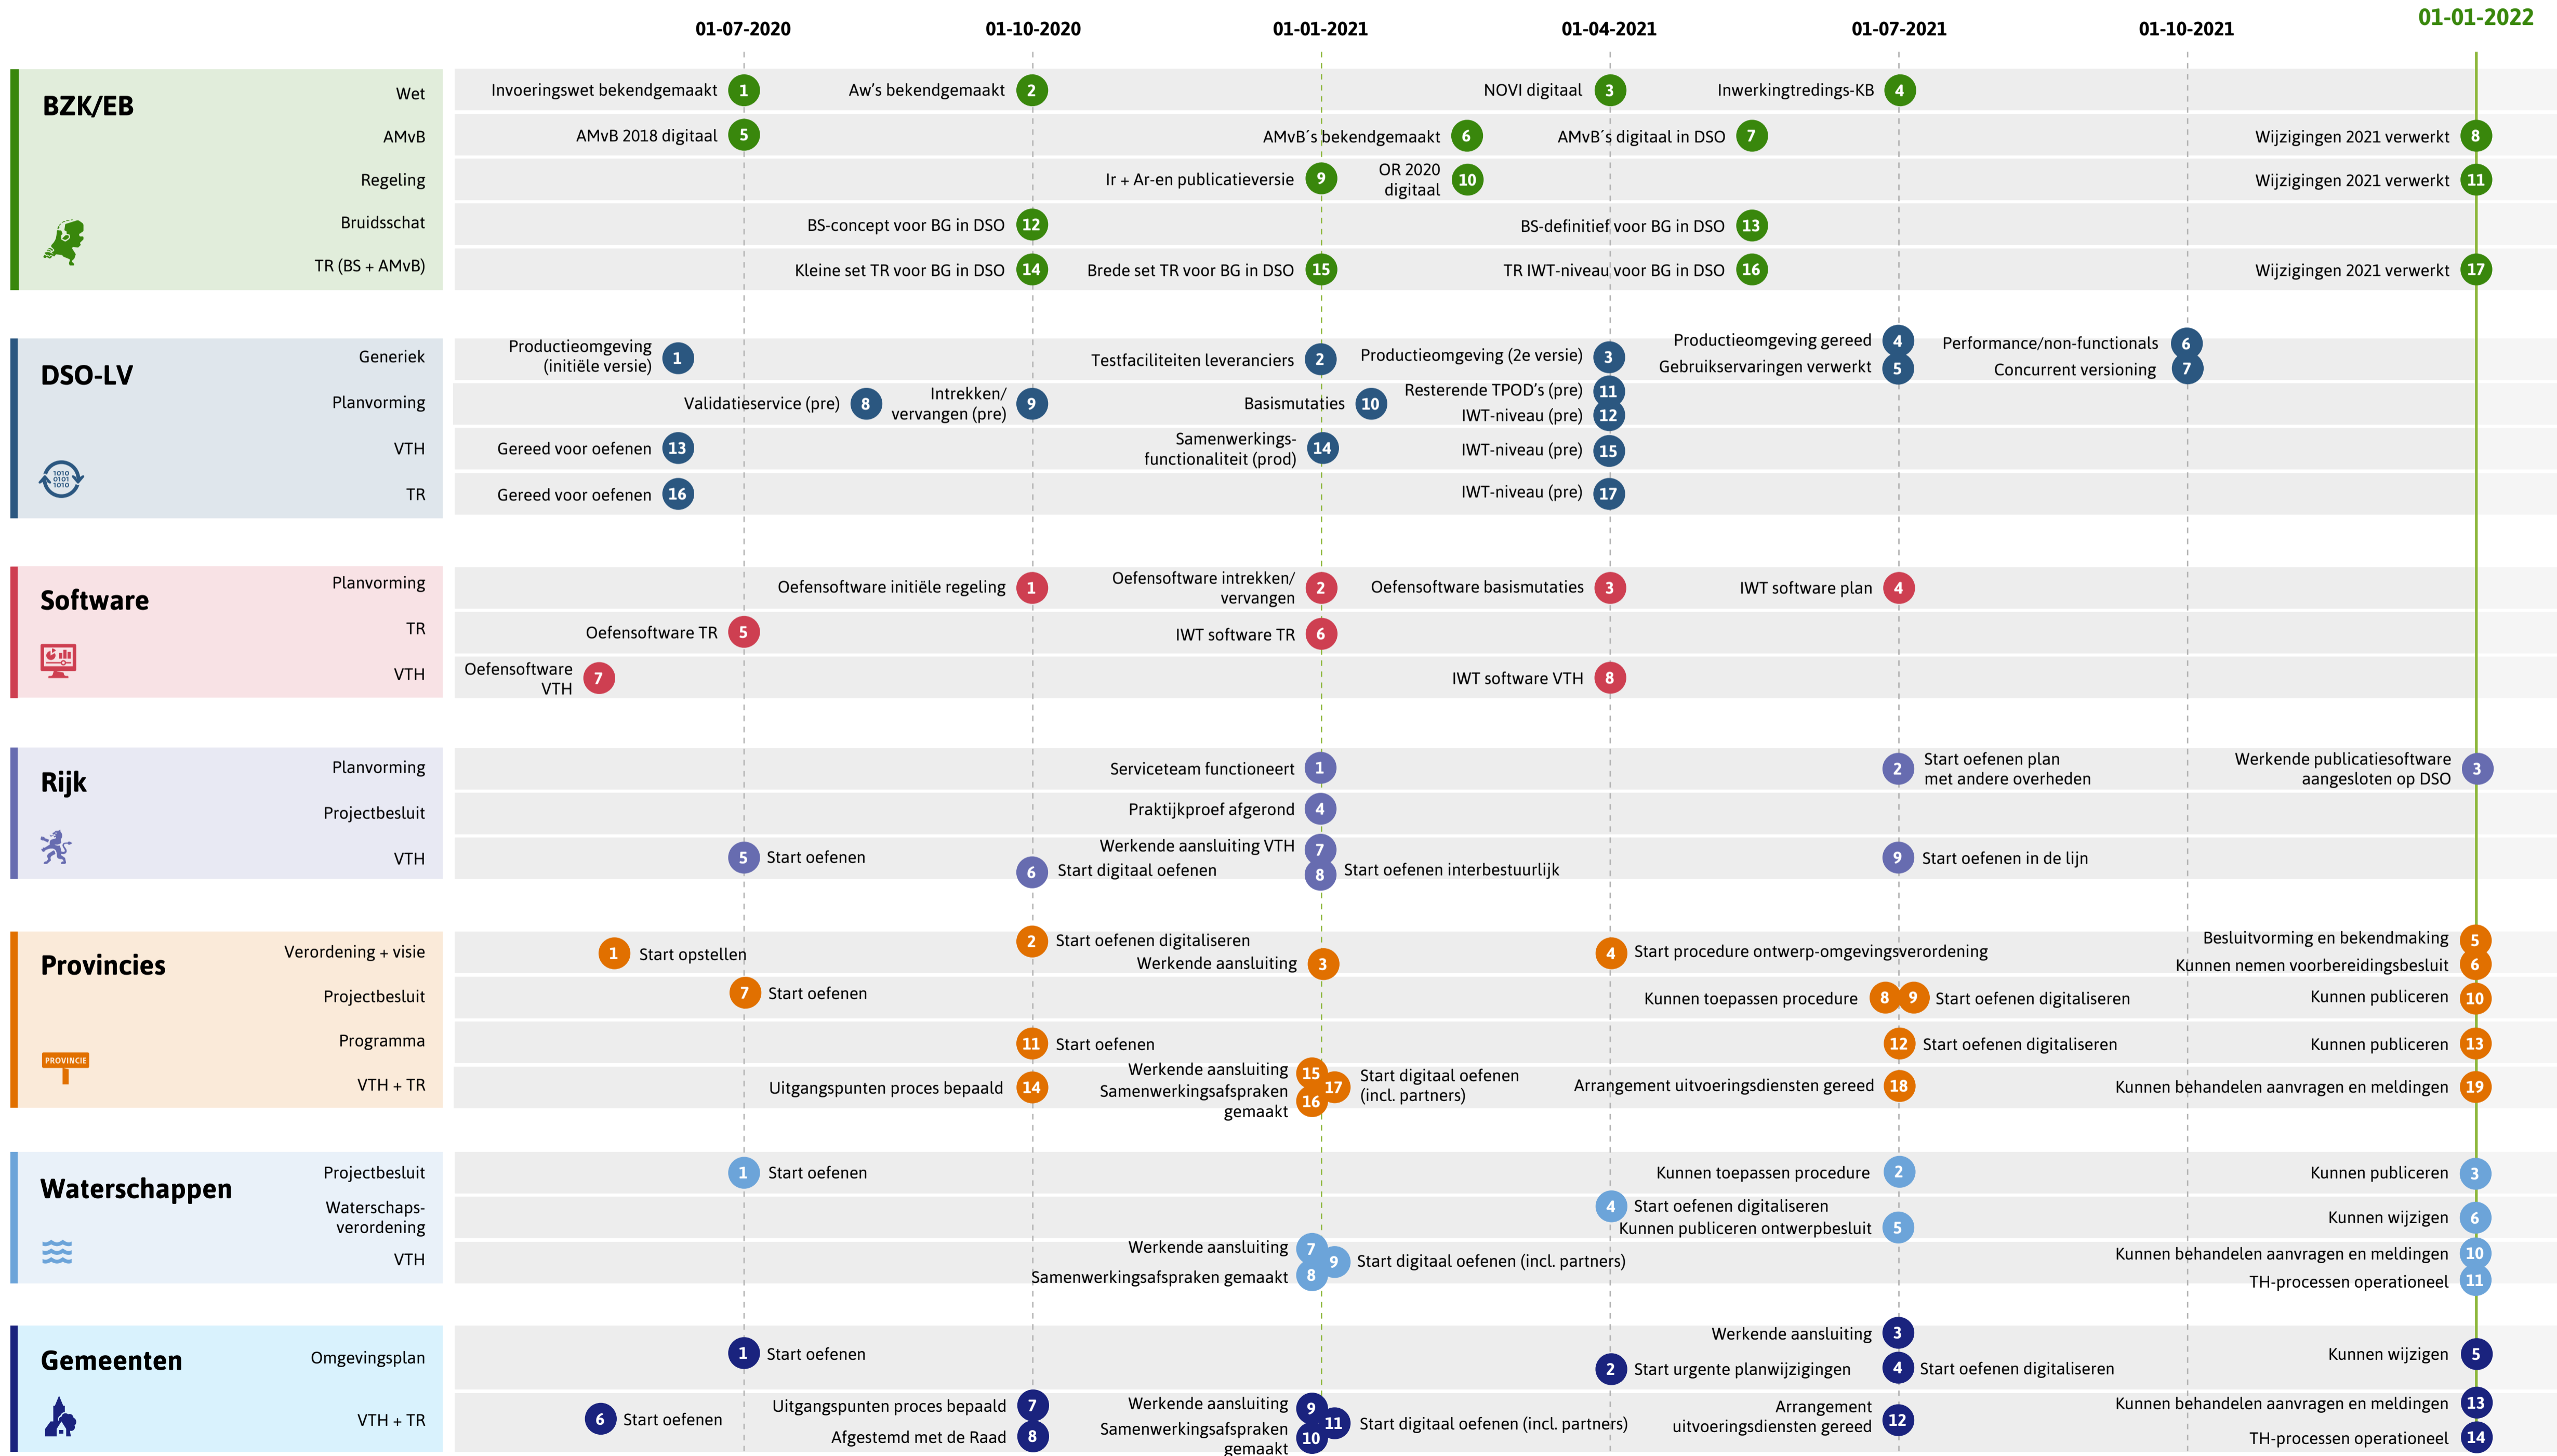 01-07-2020 01-10-2020 01-01-2021 01-04-2021 01-07-2021 01-10-2021 01-01-2022
BZK/EB
Wet
Invoeringswet bekendgemaakt 1 Aw's bekendgemaakt 2 NOVI digitaal 3 Inwerkingtredings-KB 4
AMvB
AMvB 2018 digitaal 5 AMvB´s bekendgemaakt 6 AMvB´s digitaal in DSO 7 Wijzigingen 2021 verwerkt 8
Regeling
Ir + Ar-en publicatieversie 9 OR 2020
digitaal 10 Wijzigingen 2021 verwerkt 11
Bruidsschat
BS-concept voor BG in DSO 12 BS-definitief voor BG in DSO 13
TR (BS + AMvB)
Kleine set TR voor BG in DSO 14 Brede set TR voor BG in DSO 15 TR IWT-niveau voor BG in DSO 16 Wijzigingen 2021 verwerkt 17
DSO-LV
1010
0101
1010
Generiek
Productieomgeving
(initiële versie) 1
Testfaciliteiten leveranciers 2
Productieomgeving (2e versie) 3
Productieomgeving gereed 4
Gebruikservaringen verwerkt 5
Performance/non-functionals 6
Concurrent versioning 7
Planvorming
Validatieservice (pre) 8
Intrekken/
vervangen (pre) 9
Basismutaties 10
Resterende TPOD's (pre) 11
IWT-niveau (pre) 12
VTH
Gereed voor oefenen 13
Samenwerkings-
functionaliteit (prod) 14
IWT-niveau (pre) 15
TR
Gereed voor oefenen 16
IWT-niveau (pre) 17
Software
Planvorming
Oefensoftware initiële regeling 1
Oefensoftware intrekken/
vervangen 2
Oefensoftware basismutaties 3
IWT software plan 4
TR
Oefensoftware TR 5
IWT software TR 6
VTH
Oefensoftware
VTH 7
IWT software VTH 8
Rijk
Planvorming
Serviceteam functioneert 1
2 Start oefenen plan
met andere overheden
Werkende publicatiesoftware
aangesloten op DSO 3
Projectbesluit
Praktijkproef afgerond 4
VTH
5 Start oefenen
6 Start digitaal oefenen
Werkende aansluiting VTH 7
8 Start oefenen interbestuurlijk
9 Start oefenen in de lijn
Provincies
PROVINCIE
Verordening + visie
1 Start opstellen
2 Start oefenen digitaliseren
Werkende aansluiting 3
4 Start procedure ontwerp-omgevingsverordening
Besluitvorming en bekendmaking 5
Kunnen nemen voorbereidingsbesluit 6
Projectbesluit
7 Start oefenen
Kunnen toepassen procedure 8
9 Start oefenen digitaliseren
Kunnen publiceren 10
Programma
11 Start oefenen
12 Start oefenen digitaliseren
Kunnen publiceren 13
VTH + TR
Uitgangspunten proces bepaald 14
Werkende aansluiting 15
Samenwerkingsafspraken
gemaakt 16
17 Start digitaal oefenen
(incl. partners)
Arrangement uitvoeringsdiensten gereed 18
Kunnen behandelen aanvragen en meldingen 19
Waterschappen
Projectbesluit
1 Start oefenen
Kunnen toepassen procedure 2
Kunnen publiceren 3
Waterschaps-
verordening
4 Start oefenen digitaliseren
Kunnen publiceren ontwerpbesluit 5
Kunnen wijzigen 6
VTH
Werkende aansluiting 7
Samenwerkingsafspraken gemaakt 8
9 Start digitaal oefenen (incl. partners)
Kunnen behandelen aanvragen en meldingen 10
TH-processen operationeel 11
Gemeenten
Omgevingsplan
1 Start oefenen
2 Start urgente planwijzigingen
Werkende aansluiting 3
4 Start oefenen digitaliseren
Kunnen wijzigen 5
VTH + TR
6 Start oefenen
Uitgangspunten proces bepaald 7
Afgestemd met de Raad 8
Werkende aansluiting 9
Samenwerkingsafspraken
gemaakt 10
11 Start digitaal oefenen (incl. partners)
Arrangement
uitvoeringsdiensten gereed 12
Kunnen behandelen aanvragen en meldingen 13
TH-processen operationeel 14